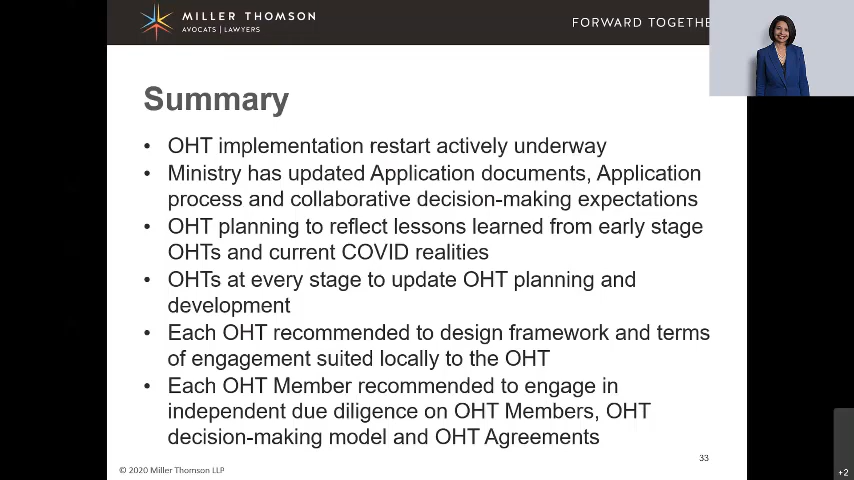 MILLER THOMSON
AVOCATS | LAWYERS
FORWARD TOGETHE
Summary
• OHT implementation restart actively underway
• Ministry has updated Application documents, Application
process and collaborative decision-making expectations
• OHT planning to reflect lessons learned from early stage
OHTs and current COVID realities
• OHTs at every stage to update OHT planning and
development
• Each OHT recommended to design framework and terms
of engagement suited locally to the OHT
• Each OHT Member recommended to engage in
independent due diligence on OHT Members, OHT
decision-making model and OHT Agreements
33
© 2020 Miller Thomson LLP
+2